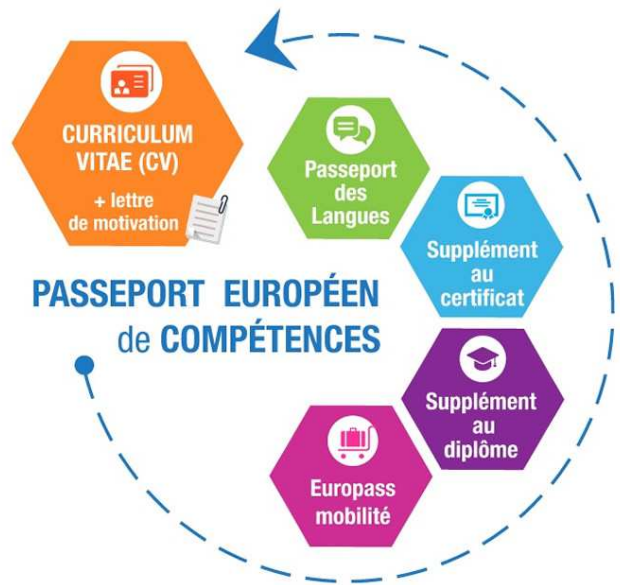 CURRICULUM
VITAE (CV)
+ lettre
de motivation
Passeport
des
Langues
Supplément
au
certificat
PASSEPORT EUROPÉEN
de COMPÉTENCES
Supplément
au
diplôme
Europass
mobilité